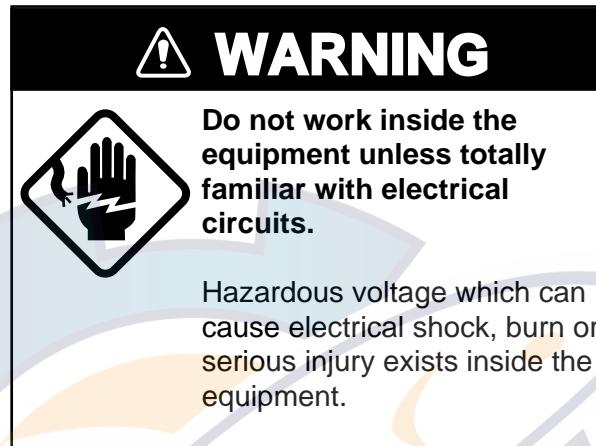 WARNING
Do not work inside the
equipment unless totally
familiar with electrical
circuits.
Hazardous voltage which can
cause electrical shock, burn or
serious injury exists inside the
equipment.